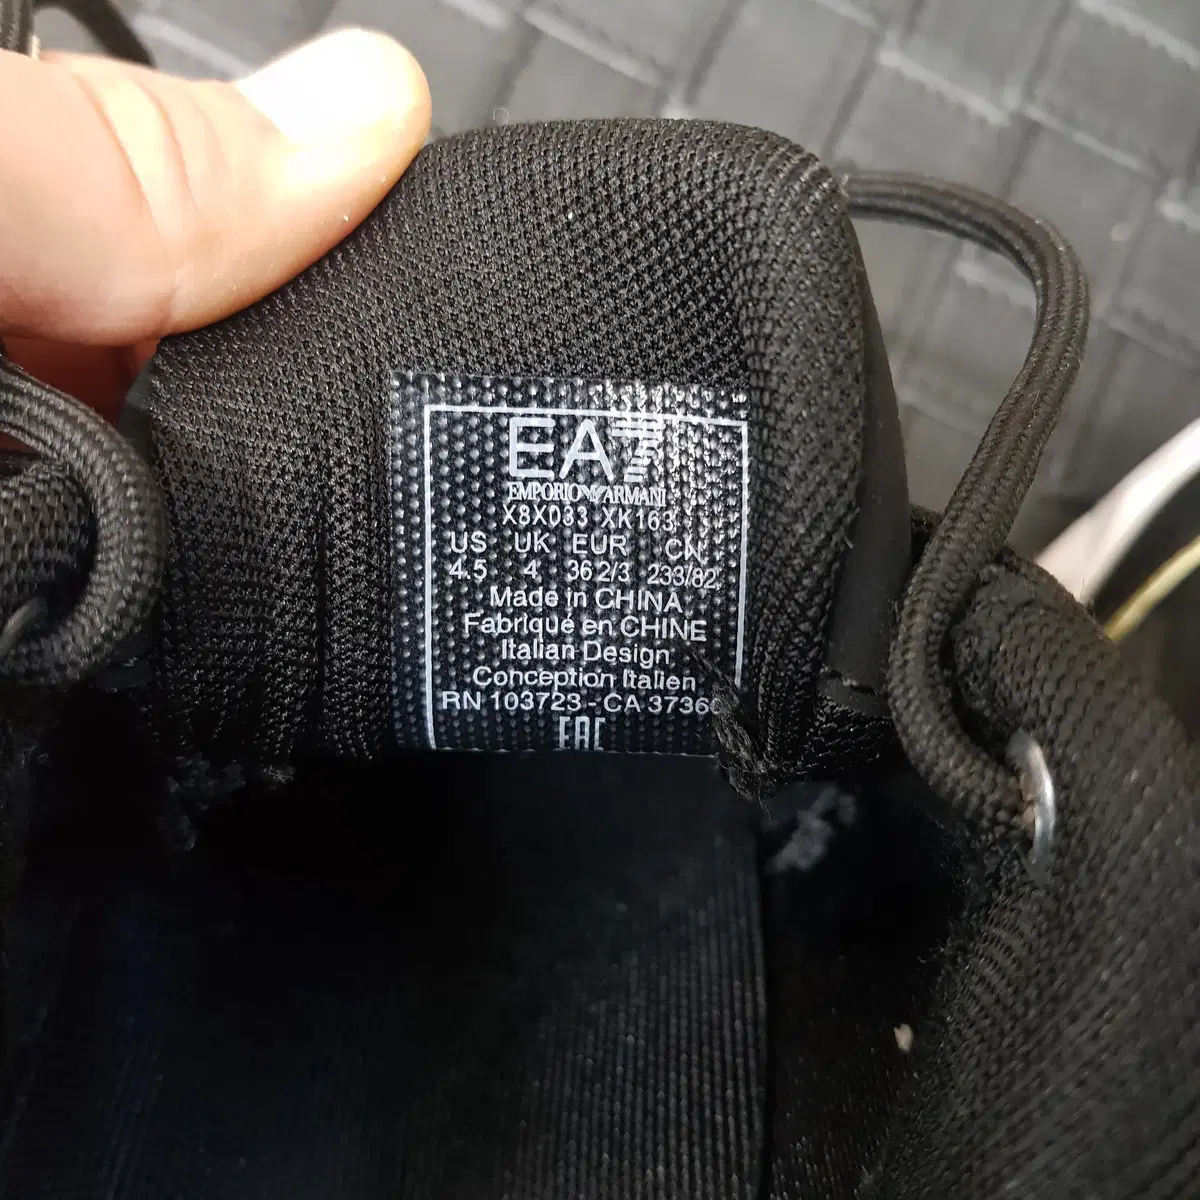 EA7
EMPORIO ARMANI
X8X033 XK163
US UK EUR CN
4.5 4 36 2/3 233/82
Made in CHINA
Fabriqué en CHINE
Italian Design
Conception Italien
RN 103723 - CA 3736
EAC